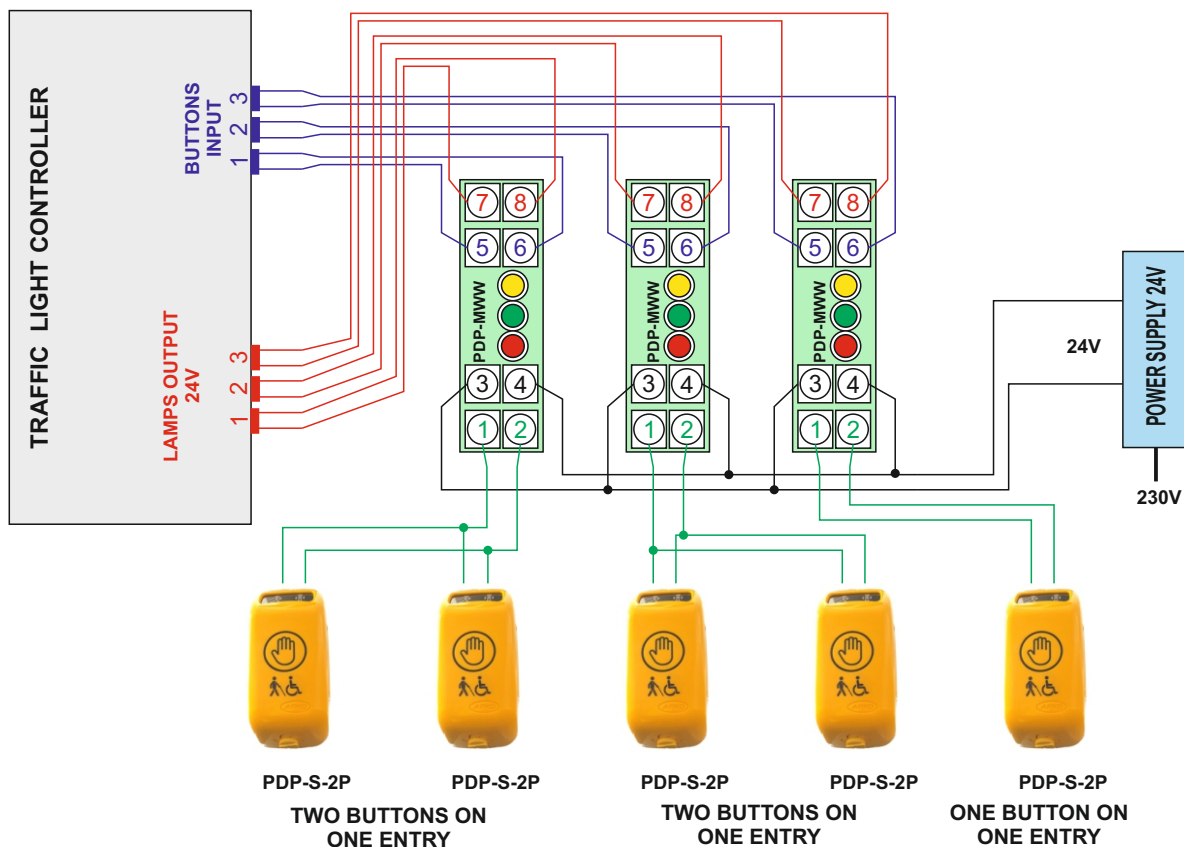 TRAFFIC LIGHT CONTROLLER
BUTTONS
INPUT
3
2
1
LAMPS OUTPUT
24V
3
2
1
7 8
5 6
PDP-MWW
3 4
1 2
7 8
5 6
PDP-MWW
3 4
1 2
7 8
5 6
PDP-MWW
3 4
1 2
24V
POWER SUPPLY 24V
230V
PDP-S-2P
PDP-S-2P
PDP-S-2P
PDP-S-2P
PDP-S-2P
TWO BUTTONS ON
ONE ENTRY
TWO BUTTONS ON
ONE ENTRY
ONE BUTTON ON
ONE ENTRY